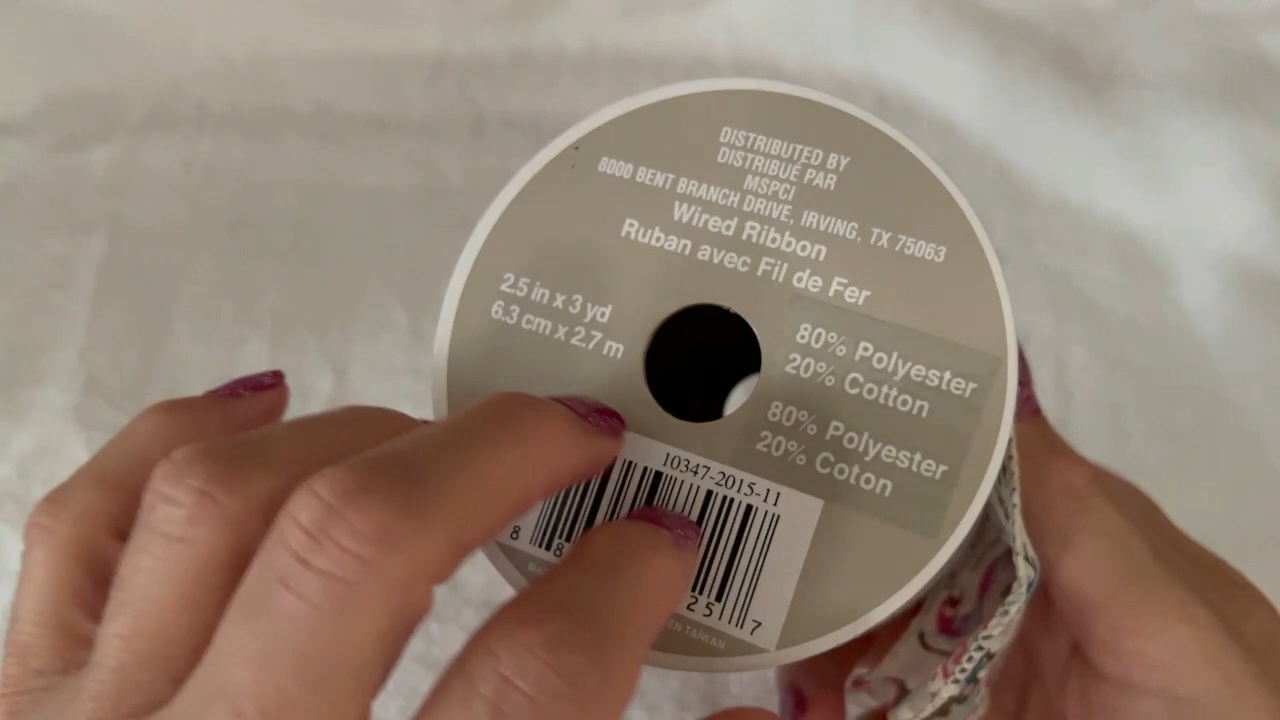 DISTRIBUTED BY
DISTRIBUÉ PAR
MSPCI
8000 BENT BRANCH DRIVE, IRVING, TX 75063
Wired Ribbon
Ruban avec Fil de Fer
2.5 in x 3 yd
6.3 cm x 2.7 m
80% Polyester
20% Cotton
80% Polyester
20% Coton
10347-2015-11
8 8 25 7
EN TAIWAN